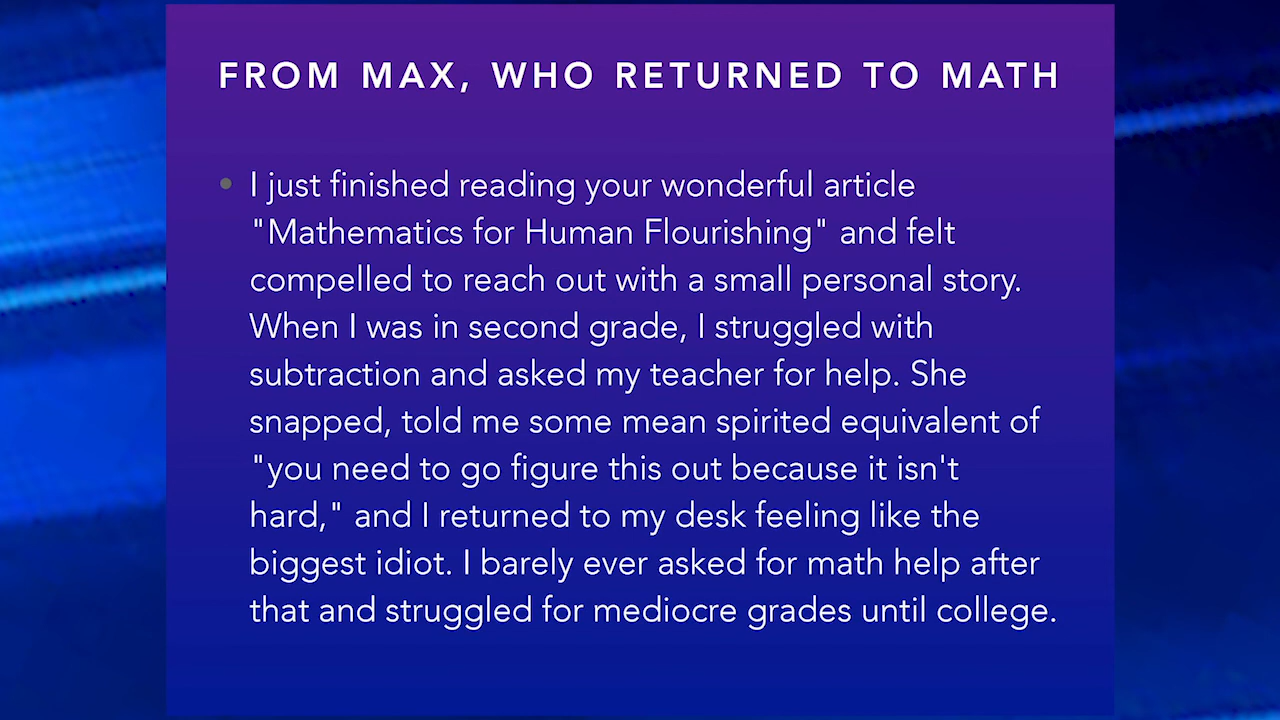 FROM MAX, WHO RETURNED TO MATH
• I just finished reading your wonderful article
"Mathematics for Human Flourishing" and felt
compelled to reach out with a small personal story.
When I was in second grade, I struggled with
subtraction and asked my teacher for help. She
snapped, told me some mean spirited equivalent of
"you need to go figure this out because it isn't
hard," and I returned to my desk feeling like the
biggest idiot. I barely ever asked for math help after
that and struggled for mediocre grades until college.